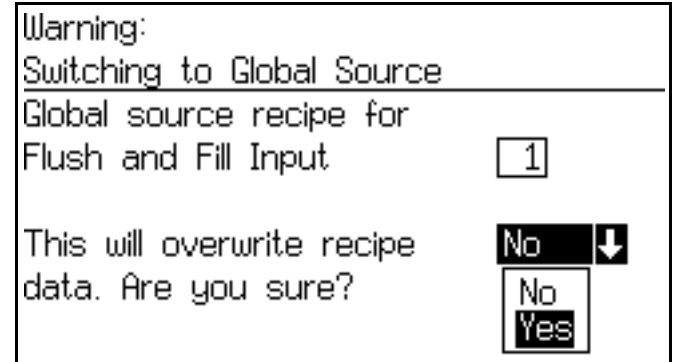 Warning:
Switching to Global Source
Global source recipe for
Flush and Fill Input 1
This will overwrite recipe No
data. Are you sure?
No
Yes